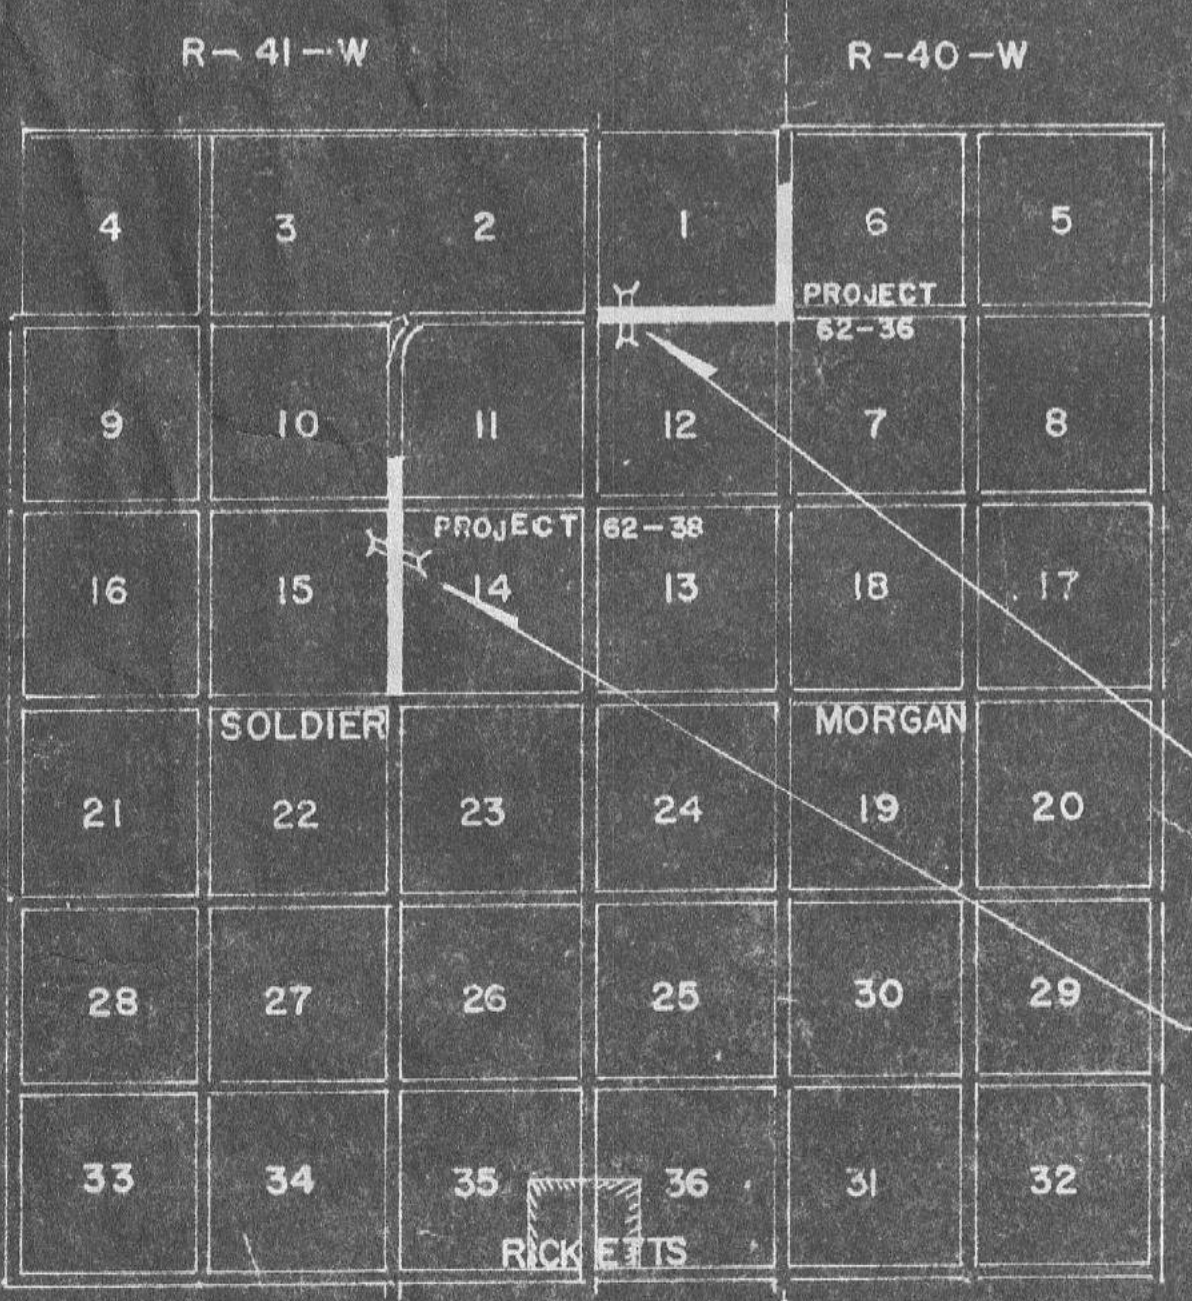 R- 41-W R-40-W
4 3 2 1 6 5
PROJECT
62-36
9 10 11 12 7 8
PROJECT 62-38
16 15 14 13 18 17
SOLDIER MORGAN
21 22 23 24 19 20
28 27 26 25 30 29
33 34 35 36 31 32
RICKETTS